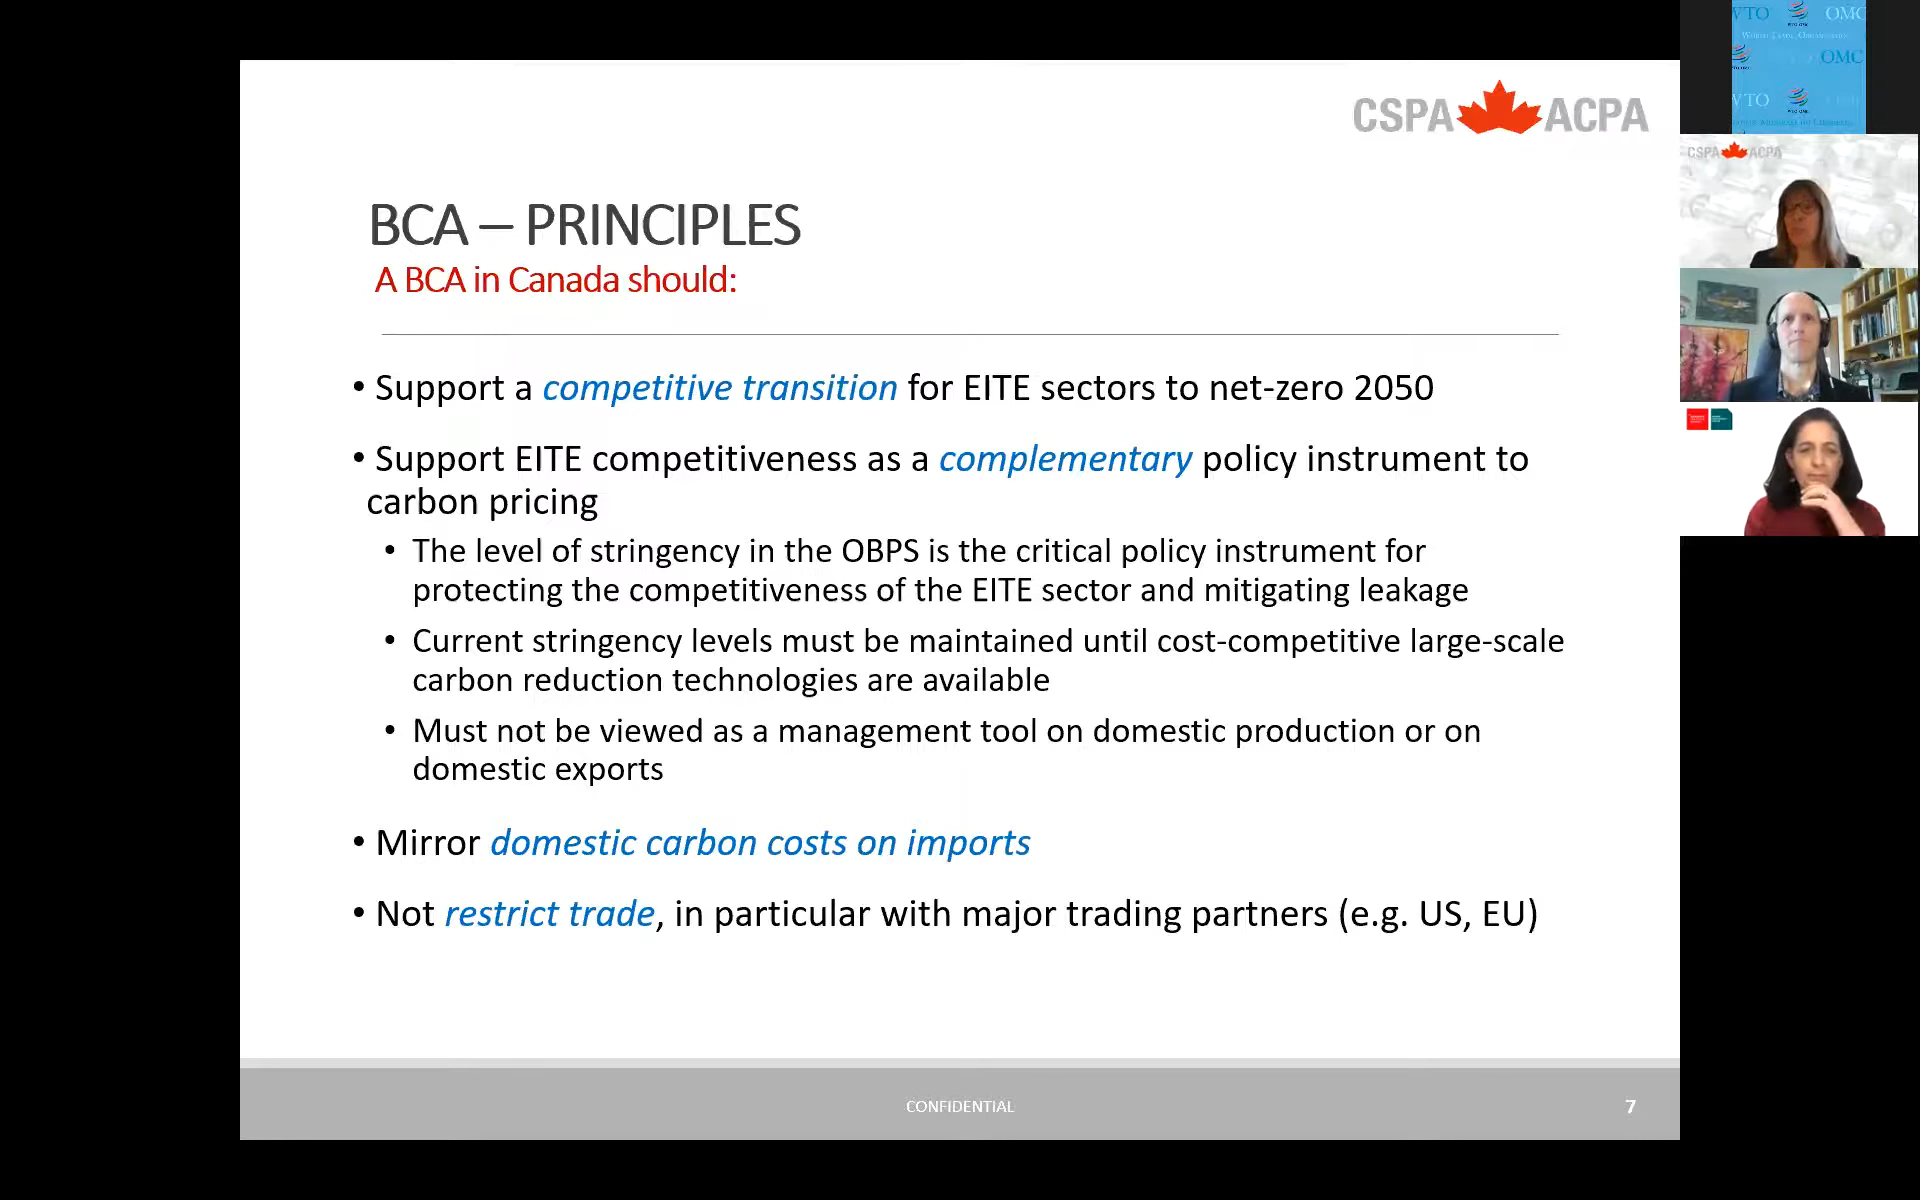 CSPA ACPA
BCA – PRINCIPLES
A BCA in Canada should:
• Support a competitive transition for EITE sectors to net-zero 2050
• Support EITE competitiveness as a complementary policy instrument to
carbon pricing
• The level of stringency in the OBPS is the critical policy instrument for
protecting the competitiveness of the EITE sector and mitigating leakage
• Current stringency levels must be maintained until cost-competitive large-scale
carbon reduction technologies are available
• Must not be viewed as a management tool on domestic production or on
domestic exports
• Mirror domestic carbon costs on imports
• Not restrict trade, in particular with major trading partners (e.g. US, EU)
CONFIDENTIAL
7
OMC
OMC
CSPA ACPA